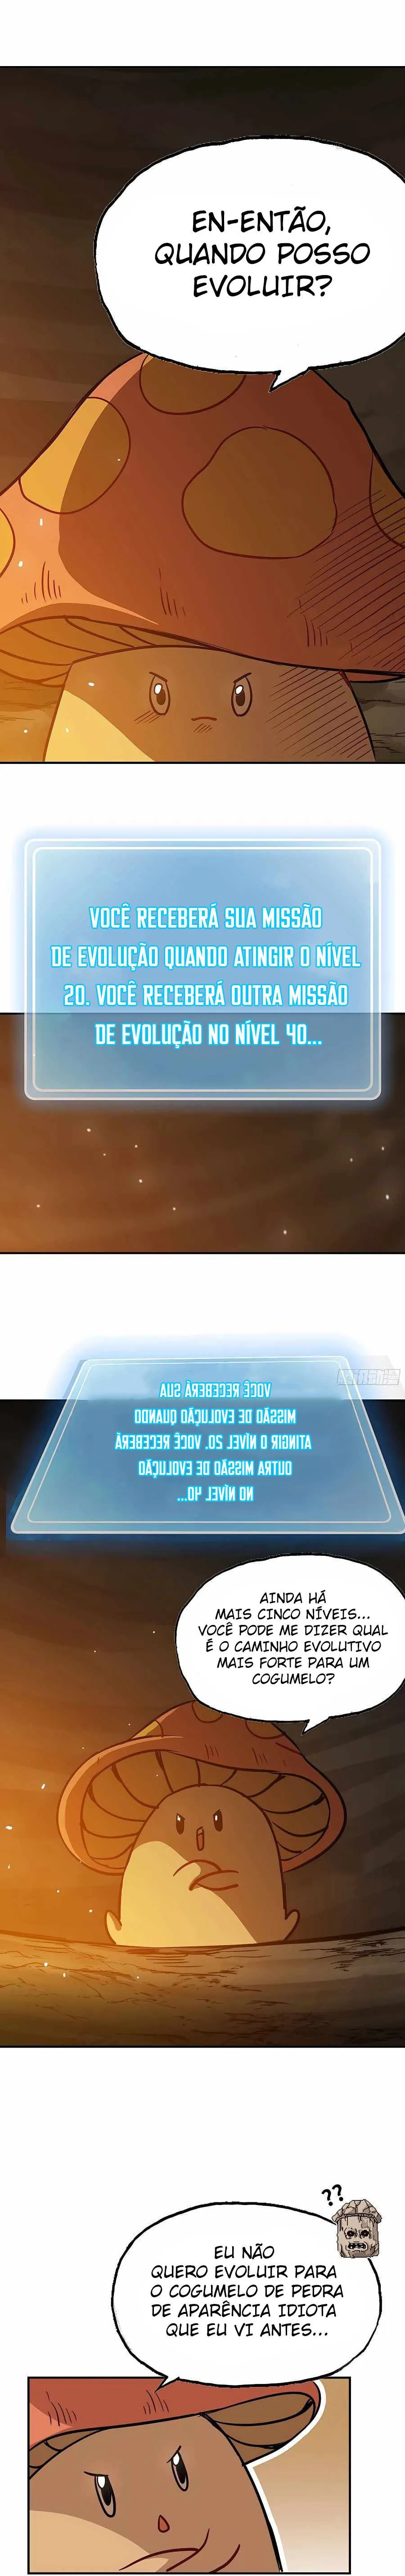 EN-ENTÃO,
QUANDO POSSO
EVOLUIR?
VOCÊ RECEBERÁ SUA MISSÃO
DE EVOLUÇÃO QUANDO ATINGIR O NÍVEL
20. VOCÊ RECEBERÁ OUTRA MISSÃO
DE EVOLUÇÃO NO NÍVEL 40...
VOCÊ RECEBERÁ SUA
MISSÃO DE EVOLUÇÃO QUANDO
ATINGIR O NÍVEL 20. VOCÊ RECEBERÁ
OUTRA MISSÃO DE EVOLUÇÃO
NO NÍVEL 40...
AINDA HÁ
MAIS CINCO NÍVEIS...
VOCÊ PODE ME DIZER QUAL
É O CAMINHO EVOLUTIVO
MAIS FORTE PARA UM
COGUMELO?
??
EU NÃO
QUERO EVOLUIR PARA
O COGUMELO DE PEDRA
DE APARÊNCIA IDIOTA
QUE EU VI ANTES...